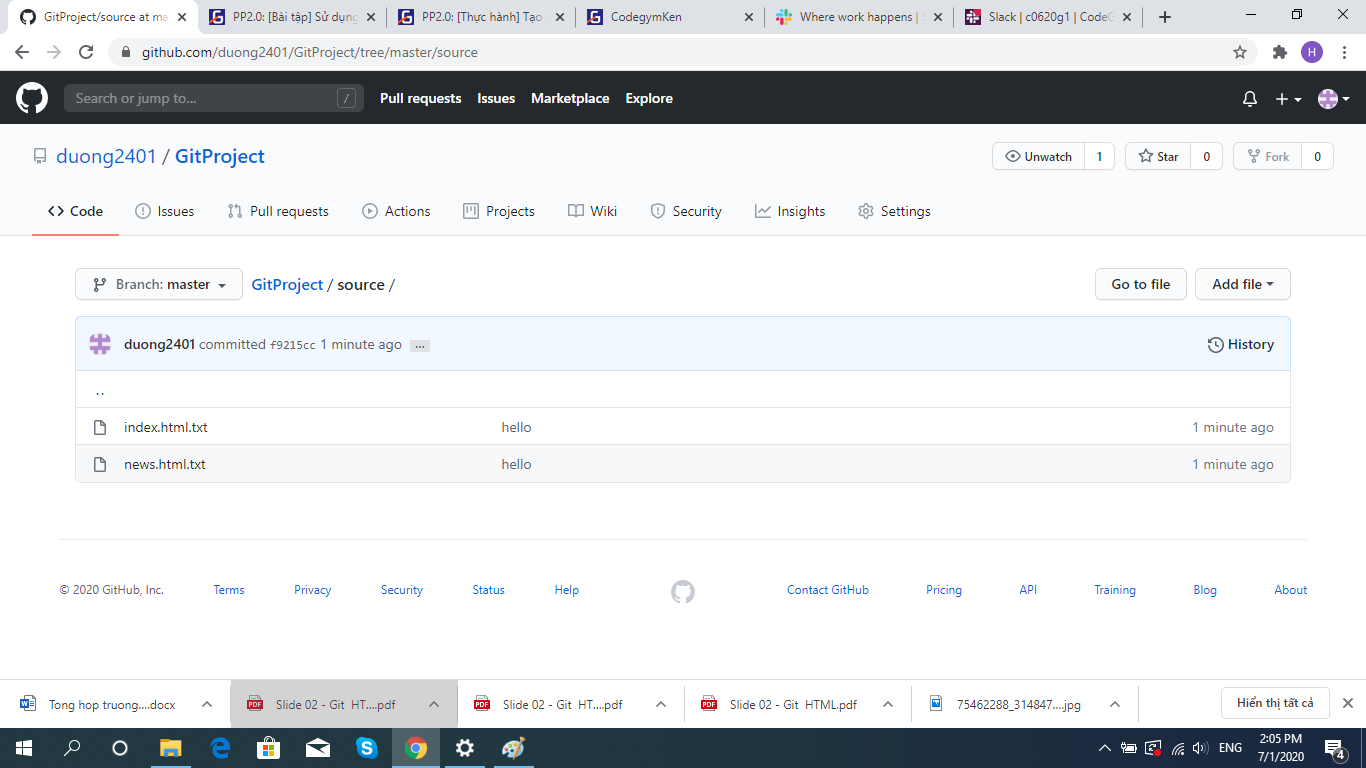 GitProject/source at ma
PP2.0: [Bài tập] Sử dụng
PP2.0: [Thực hành] Tạo
CodegymKen
Where work happens | S
Slack | c0620g1 | CodeG
github.com/duong2401/GitProject/tree/master/source
H
Search or jump to...
/
Pull requests
Issues
Marketplace
Explore
duong2401 / GitProject
Unwatch 1
Star 0
Fork 0
Code
Issues
Pull requests
Actions
Projects
Wiki
Security
Insights
Settings
Branch: master
GitProject / source /
Go to file
Add file
duong2401 committed f9215cc 1 minute ago ...
History
..
index.html.txt hello 1 minute ago
news.html.txt hello 1 minute ago
© 2020 GitHub, Inc.
Terms
Privacy
Security
Status
Help
Contact GitHub
Pricing
API
Training
Blog
About
Tong hop truong....docx
Slide 02 - Git HT....pdf
Slide 02 - Git HT....pdf
Slide 02 - Git HTML.pdf
75462288_314847....jpg
Hiển thị tất cả
ENG
2:05 PM
7/1/2020
4